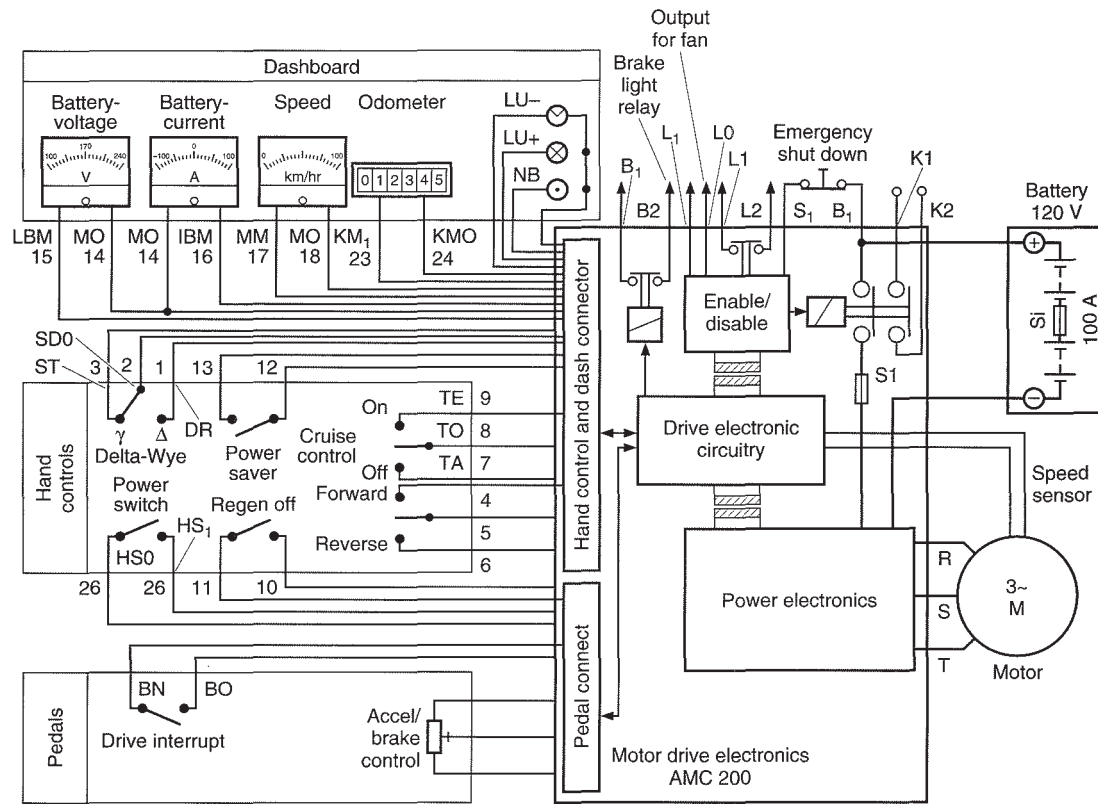 Output
for fan
Brake
light
relay
Dashboard
Battery-
voltage
Battery-
current
Speed
Odometer
LU−
LU+
NB
100
170
240
V
−100
0
100
A
0
100
km/hr
0 1 2 3 4 5
L1
L0
L1
B1
B2
L2
S1
B1
Emergency
shut down
K1
K2
Battery
120 V
LBM
15
MO
14
MO
14
IBM
16
MM
17
MO
18
KM1
23
KMO
24
+
Si
100 A
−
Enable/
disable
S1
SD0
ST
3
2
1
13
12
Hand
controls
γ
Δ
DR
Delta-Wye
Power
saver
On
Cruise
control
Off
TE
9
TO
8
TA
7
Forward
4
5
Reverse
6
Power
switch
HS0
HS1
Regen off
26
26
11
10
Hand control and dash connector
Drive electronic
circuitry
Speed
sensor
Power electronics
R
S
T
3~
M
Motor
Pedals
BN
BO
Drive interrupt
Accel/
brake
control
Pedal connect
Motor drive electronics
AMC 200